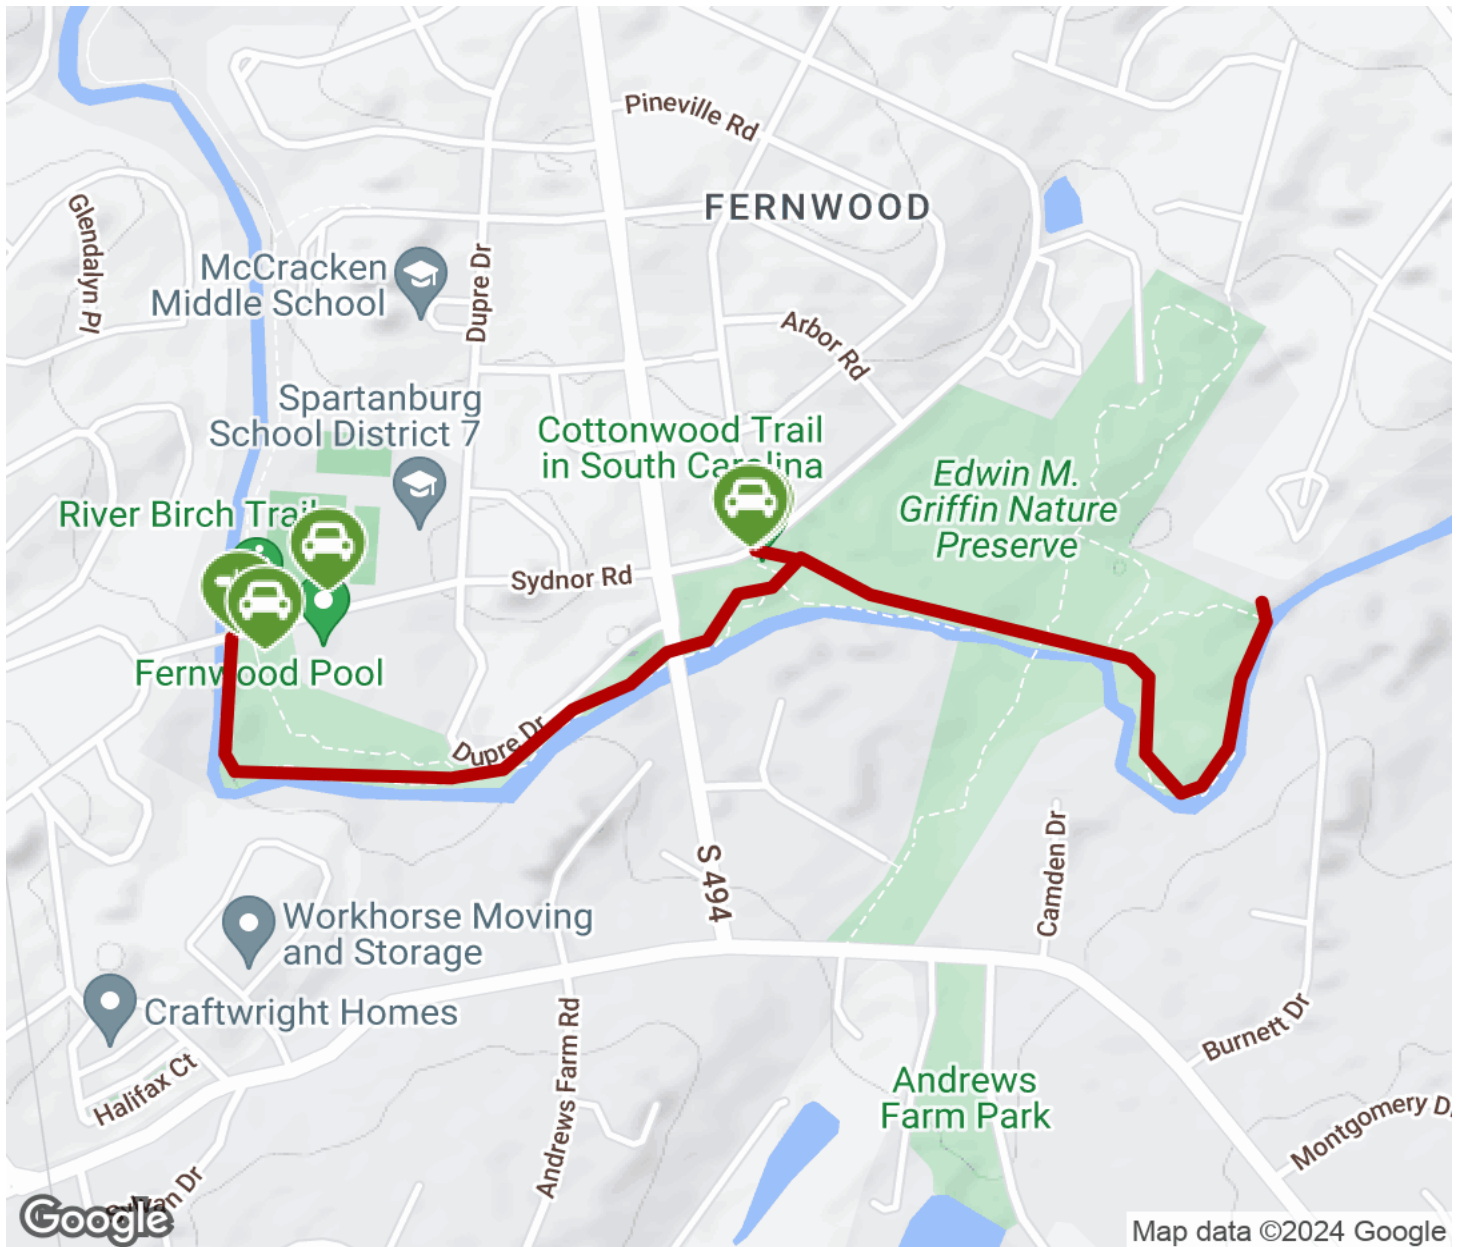 Pineville Rd
FERNWOOD
Glendalyn Pl
McCracken
Middle School
Dupre Dr
Arbor Rd
Spartanburg
School District 7
Cottonwood Trail
in South Carolina
Edwin M.
Griffin Nature
Preserve
River Birch Trail
Sydnor Rd
Fernwood Pool
Dupre Dr
S 494
Camden Dr
Workhorse Moving
and Storage
Craftwright Homes
Halifax Ct
Andrews Farm Rd
Burnett Dr
Andrews
Farm Park
Montgomery D
Sylvan Dr
Google
Map data ©2024 Google